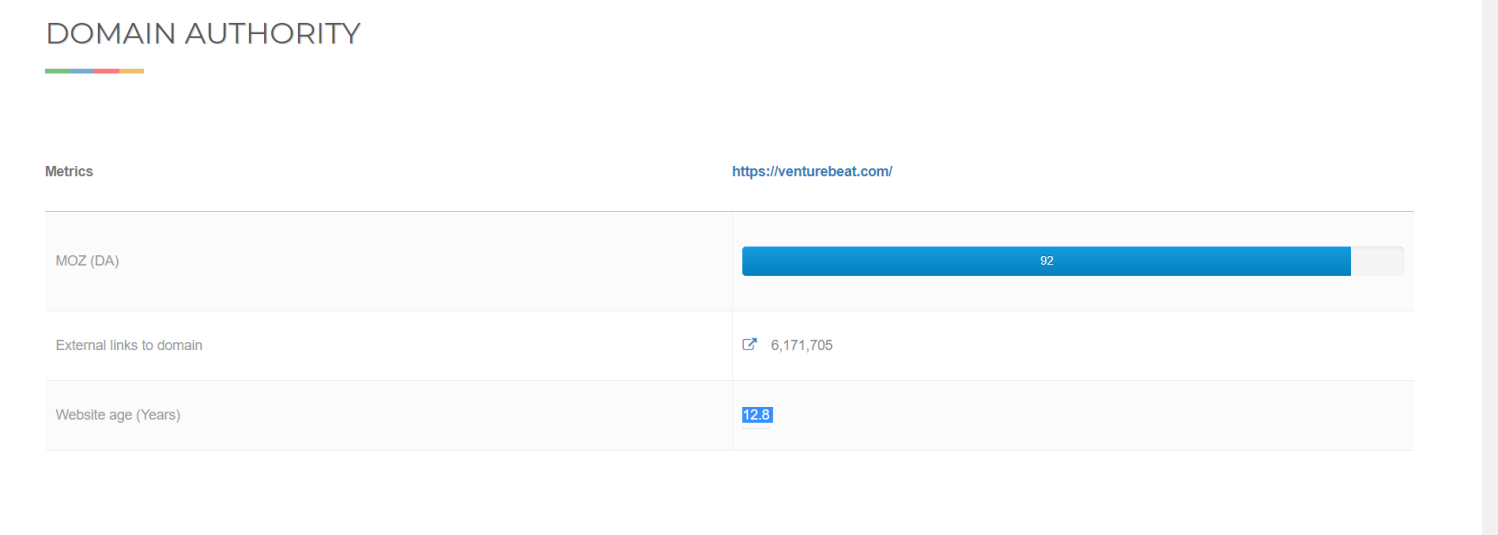 DOMAIN AUTHORITY
Metrics https://venturebeat.com/
MOZ (DA) 92
External links to domain 6,171,705
Website age (Years) 12.8